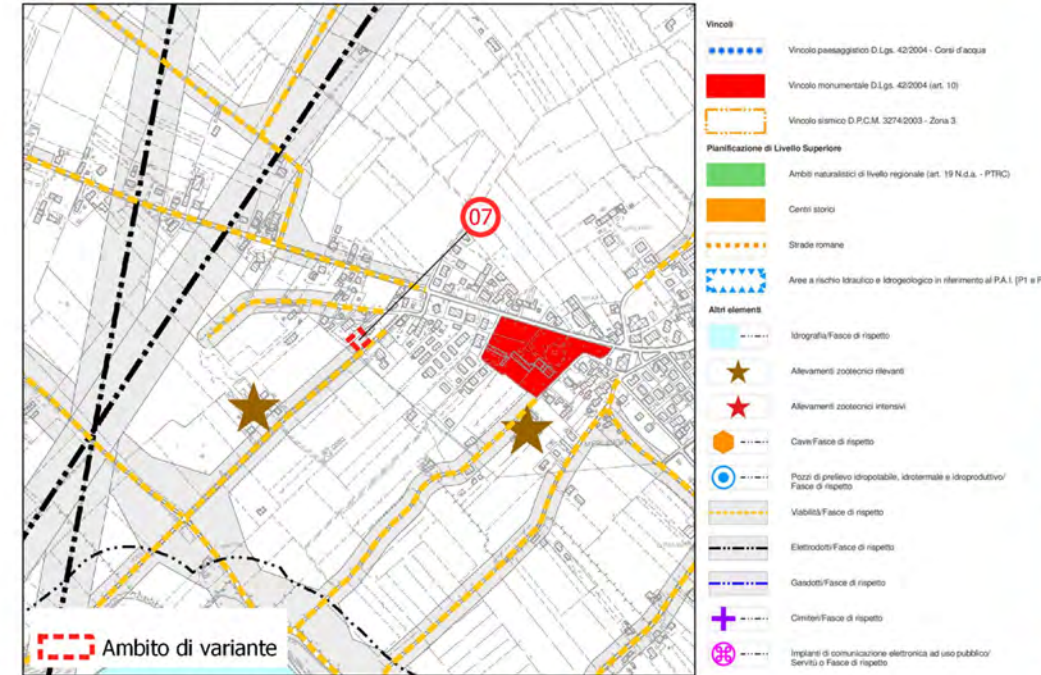 07
Ambito di variante
Vincoli
Vincolo paesaggistico D.Lgs. 42/2004 - Corsi d'acqua
Vincolo monumentale D.Lgs. 42/2004 (art. 10)
Vincolo sismico D.P.C.M. 3274/2003 - Zona 3
Pianificazione di Livello Superiore
Ambiti naturalistici di livello regionale (art. 19 N.d.a. - PTRC)
Centri storici
Strade romane
Aree a rischio Idraulico e Idrogeologico in riferimento al P.A.I. [P1 e P
Altri elementi
Idrografia/Fasce di rispetto
Allevamenti zootecnici rilevanti
Allevamenti zootecnici intensivi
Cave/Fasce di rispetto
Pozzi di prelievo idropotabile, idrotermale e idroproduttivo/
Fasce di rispetto
Viabilità/Fasce di rispetto
Elettrodotti/Fasce di rispetto
Gasdotti/Fasce di rispetto
Cimiteri/Fasce di rispetto
Impianti di comunicazione elettronica ad uso pubblico/
Servitù o Fasce di rispetto